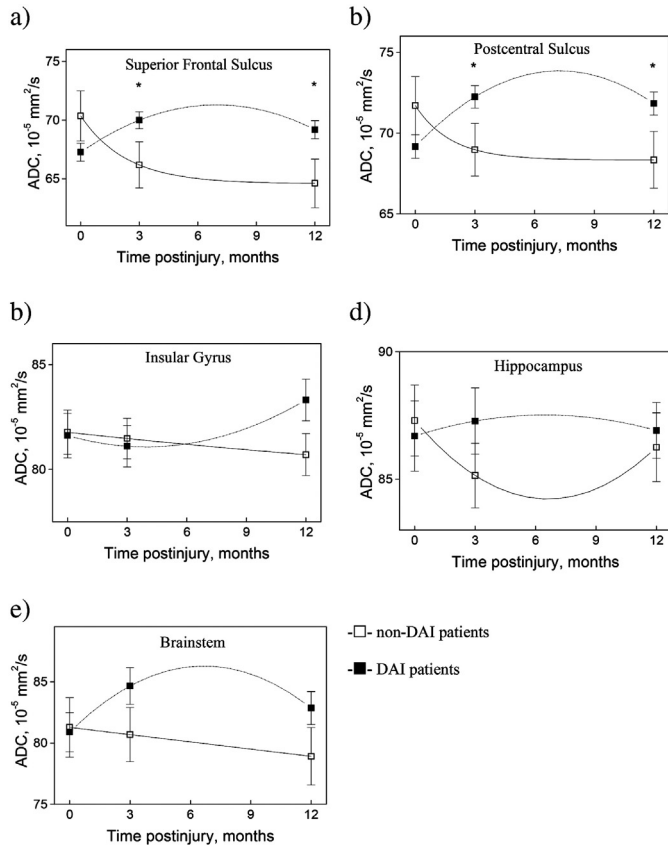 a)
Superior Frontal Sulcus
*
*
70
65
ADC, 10-5 mm2/s
0 3 6 9 12
Time postinjury, months
b)
Postcentral Sulcus
*
*
75
70
65
ADC, 10-5 mm2/s
0 3 6 9 12
Time postinjury, months
b)
Insular Gyrus
85
80
ADC, 10-5 mm2/s
0 3 6 9 12
Time postinjury, months
d)
Hippocampus
90
85
ADC, 10-5 mm2/s
0 3 6 9 12
Time postinjury, months
e)
Brainstem
85
80
75
ADC, 10-5 mm2/s
0 3 6 9 12
Time postinjury, months
-□- non-DAI patients
-■- DAI patients